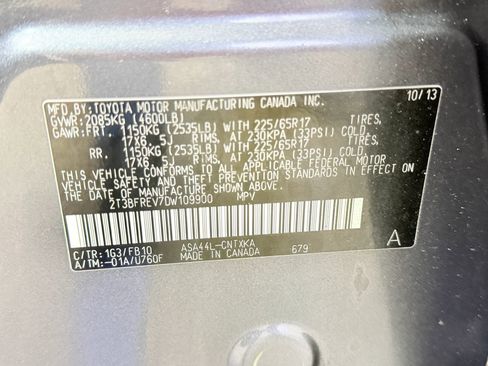 MFD.BY:TOYOTA MOTOR MANUFACTURING CANADA INC. 10/13
GVWR: 2085KG (4600LB)
GAWR:FRT. 1150KG (2535LB) WITH 225/65R17 TIRES,
17X6.5J RIMS, AT 230KPA (33PSI) COLD.
RR. 1150KG (2535LB) WITH 225/65R17 TIRES,
17X6.5J RIMS, AT 230KPA (33PSI) COLD.
THIS VEHICLE CONFORMS TO ALL APPLICABLE FEDERAL MOTOR
VEHICLE SAFETY STANDARDS IN EFFECT ON THE DATE OF
MANUFACTURE SHOWN ABOVE.
2T3BFREV7DW109900 MPV
C/TR:1G3/FB10 ASA44L-CNTXKA A
A/TM:-01A/U760F MADE IN CANADA 679